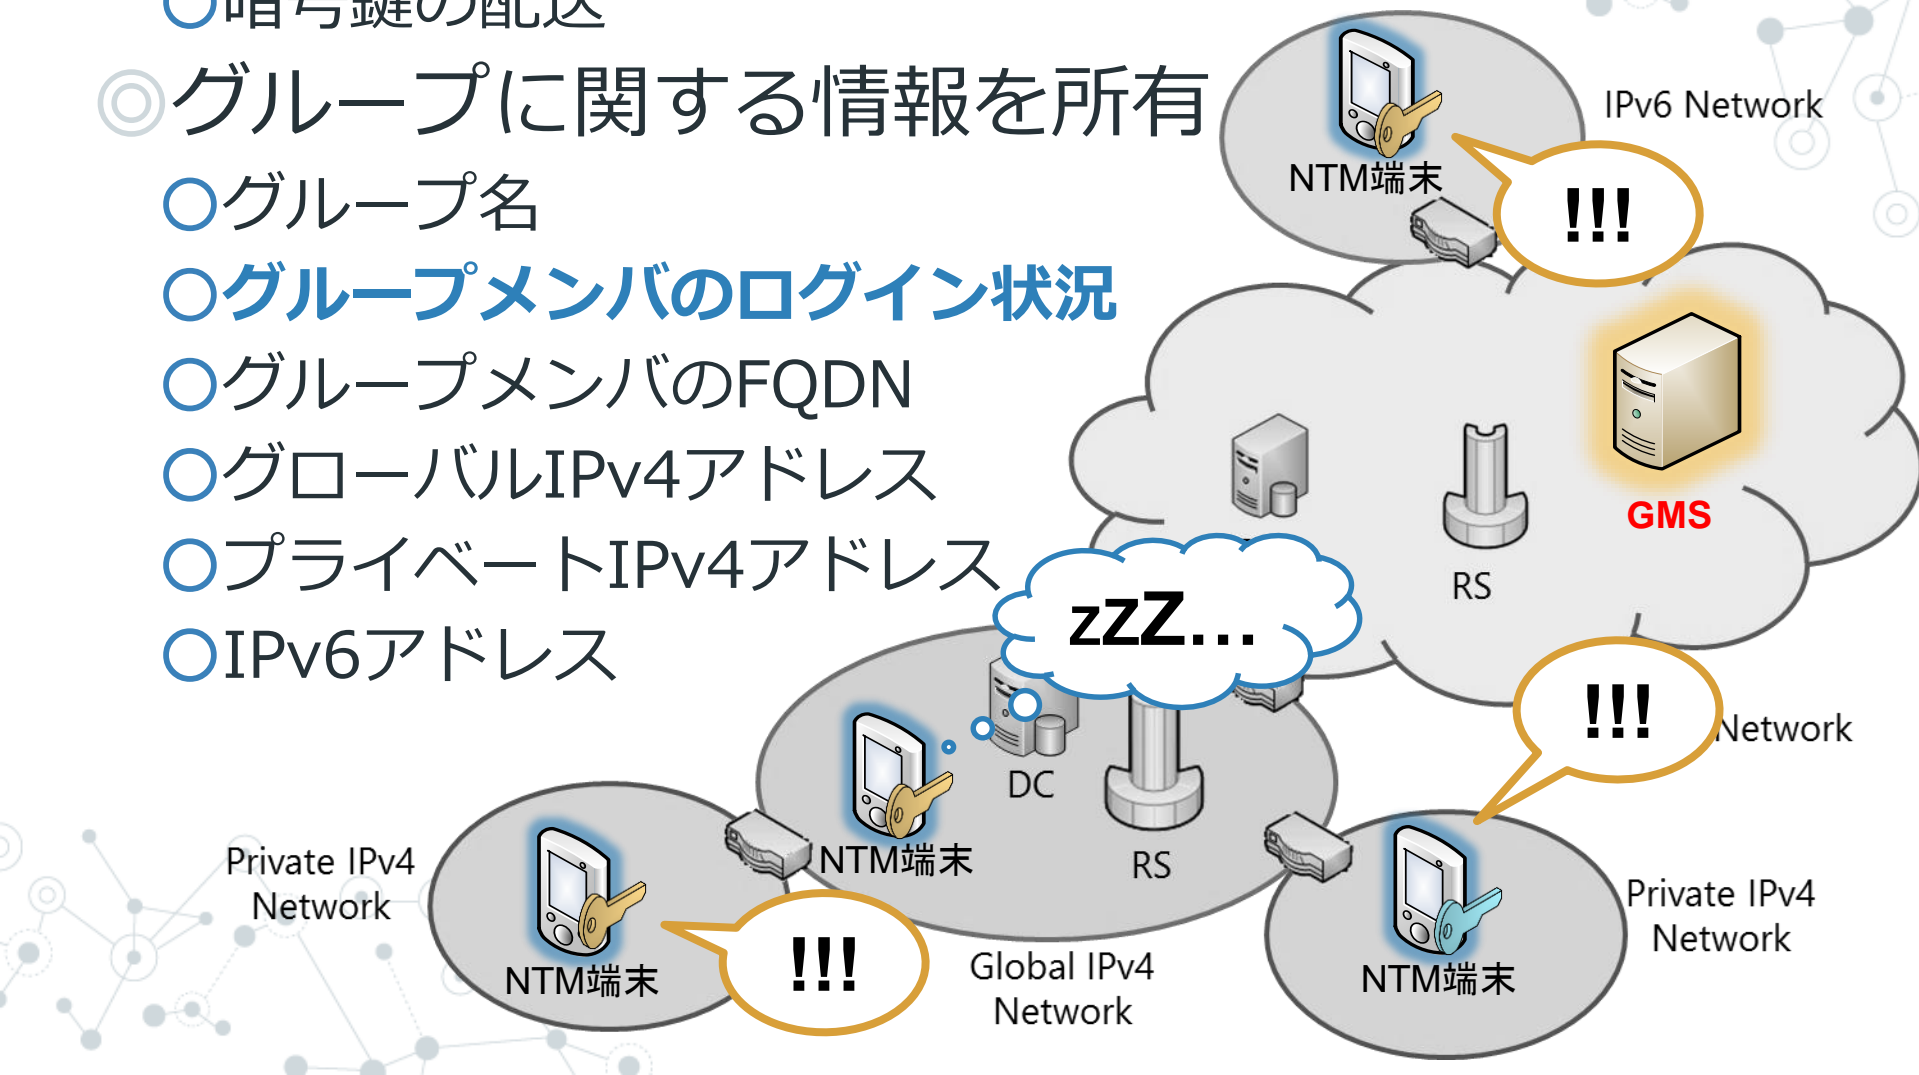 暗号鍵の配送
グループに関する情報を所有
グループ名
グループメンバのログイン状況
グループメンバのFQDN
グローバルIPv4アドレス
プライベートIPv4アドレス
IPv6アドレス
IPv6 Network
NTM端末
!!!
GMS
RS
zzZ...
!!!
Network
DC
NTM端末
RS
Private IPv4
Network
NTM端末
!!!
Global IPv4
Network
NTM端末
Private IPv4
Network